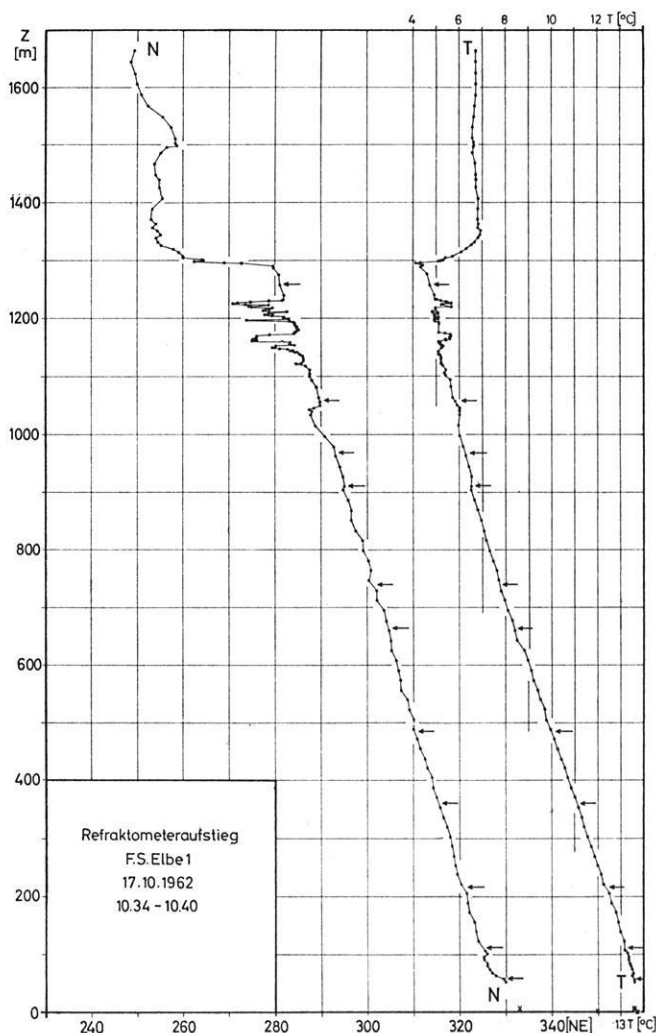 4 6 8 10 12 T [°C]
Z
[m]
N T
1600
1400
1200
1000
800
600
400
200
0
Refraktometeraufstieg
F.S.Elbe 1
17.10.1962
10.34 - 10.40
N T
240 260 280 300 320 340 [NE] 13 T [°C]